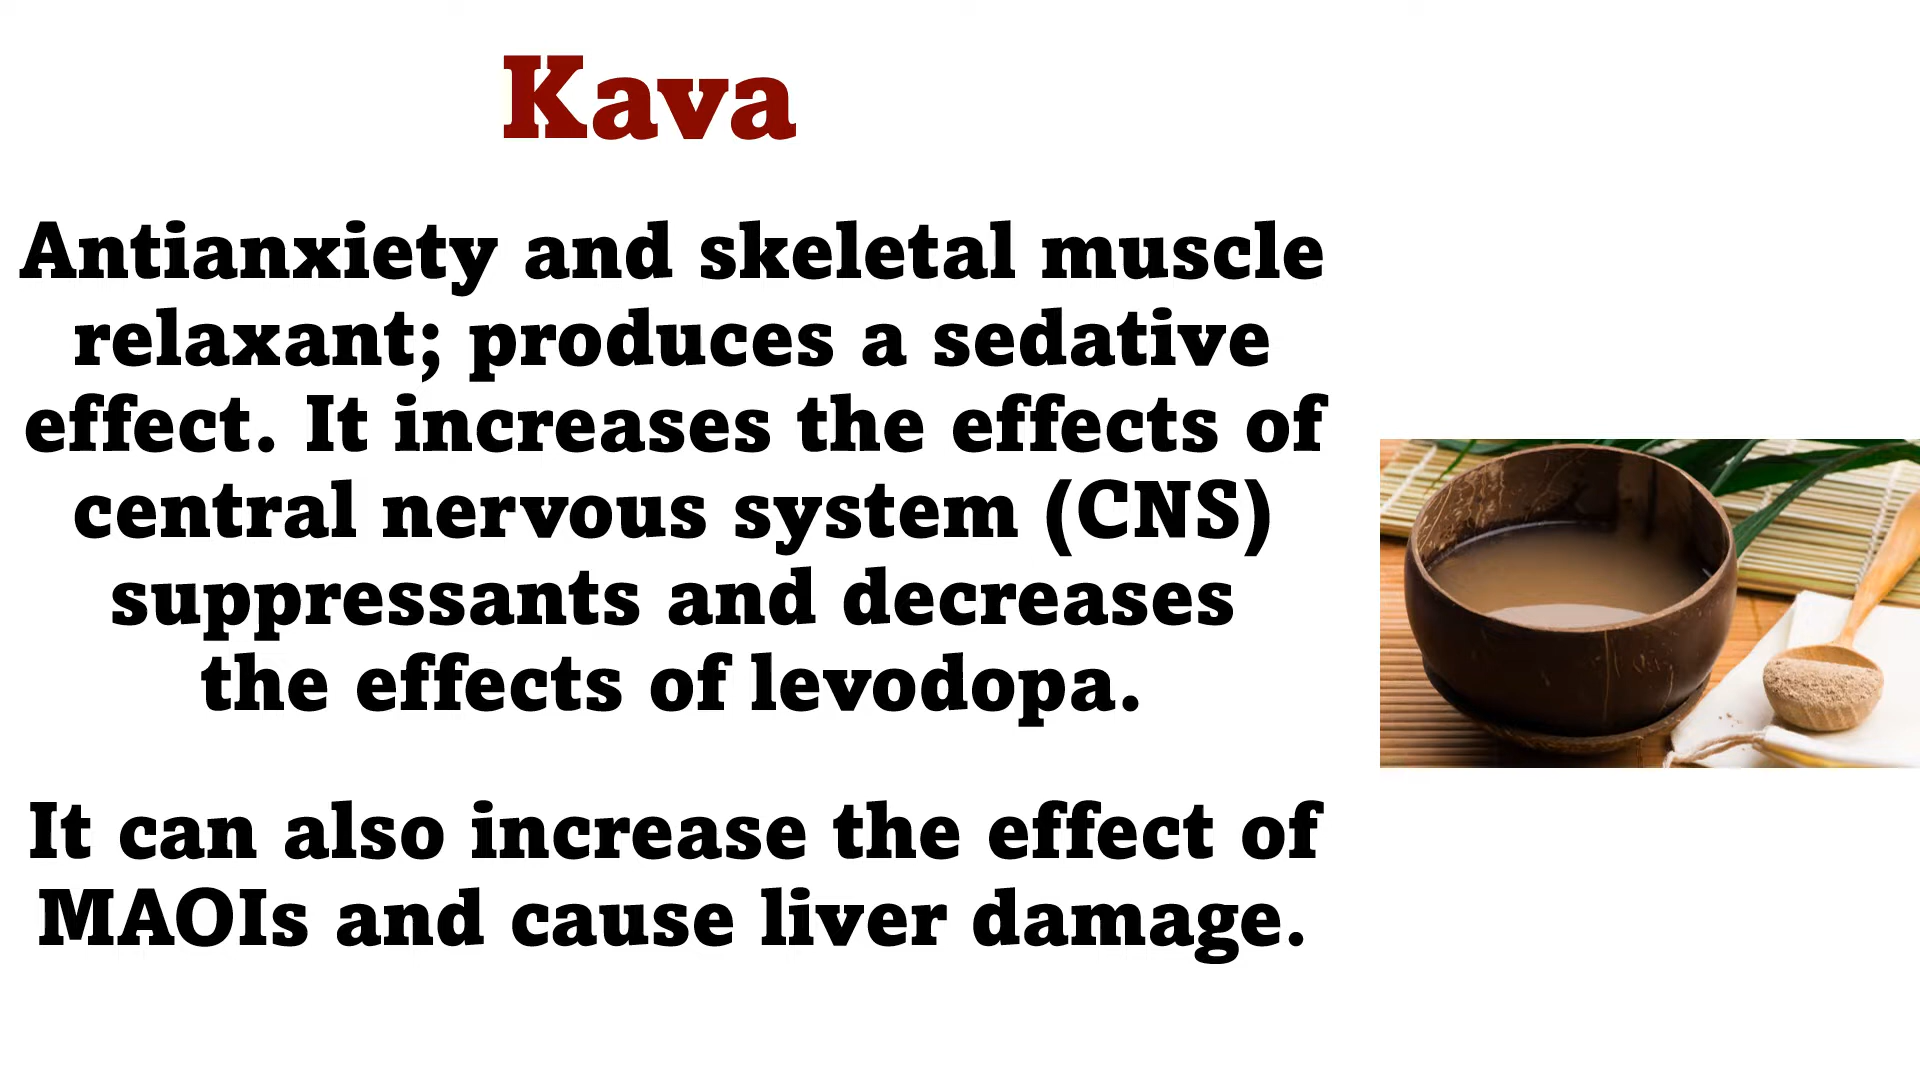 Kava
Antianxiety and skeletal muscle
relaxant; produces a sedative
effect. It increases the effects of
central nervous system (CNS)
suppressants and decreases
the effects of levodopa.
It can also increase the effect of
MAOIs and cause liver damage.